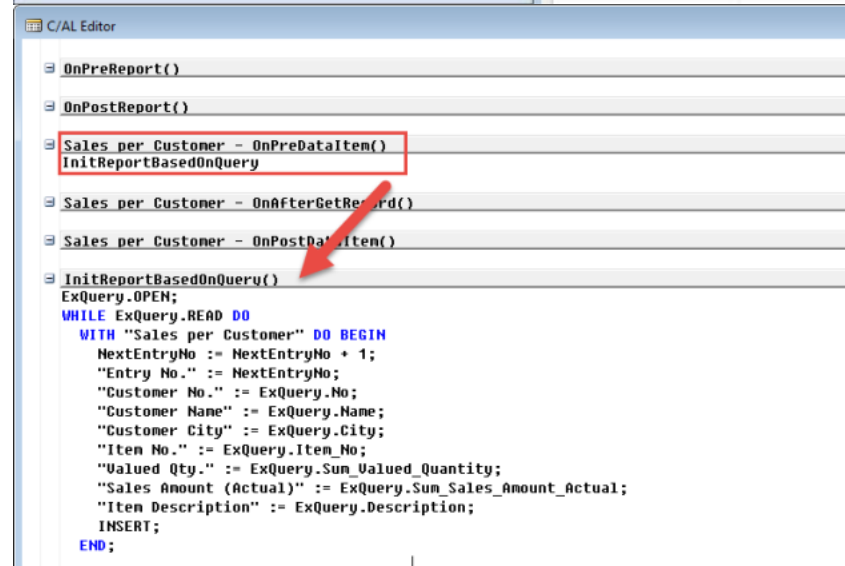 C/AL Editor
OnPreReport()
OnPostReport()
Sales per Customer - OnPreDataItem()
InitReportBasedOnQuery
Sales per Customer - OnAfterGetRecord()
Sales per Customer - OnPostDataItem()
InitReportBasedOnQuery()
ExQuery.OPEN;
WHILE ExQuery.READ DO
WITH "Sales per Customer" DO BEGIN
NextEntryNo := NextEntryNo + 1;
"Entry No." := NextEntryNo;
"Customer No." := ExQuery.No;
"Customer Name" := ExQuery.Name;
"Customer City" := ExQuery.City;
"Item No." := ExQuery.Item_No;
"Valued Qty." := ExQuery.Sum_Valued_Quantity;
"Sales Amount (Actual)" := ExQuery.Sum_Sales_Amount_Actual;
"Item Description" := ExQuery.Description;
INSERT;
END;